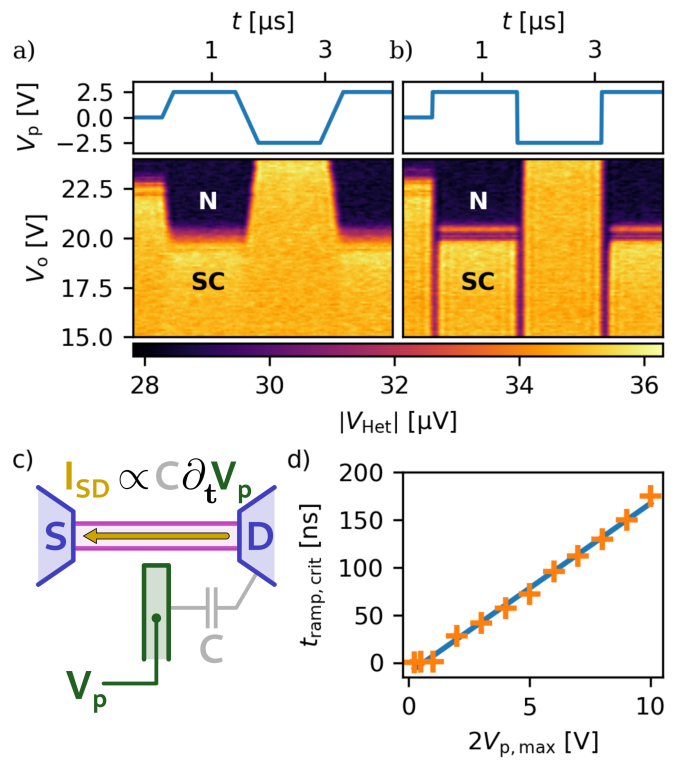 t [μs] t [μs]
a) 1 3 b) 1 3
V_p [V]
2.5
0.0
−2.5
V_o [V]
22.5
20.0
17.5
15.0
N
SC
N
SC
28 30 32 34 36
|V_Het| [μV]
c)
I_SD ∝ C∂_tV_p
S D
C
V_p
d)
t_ramp, crit [ns]
200
150
100
50
0
0 5 10
2V_p, max [V]